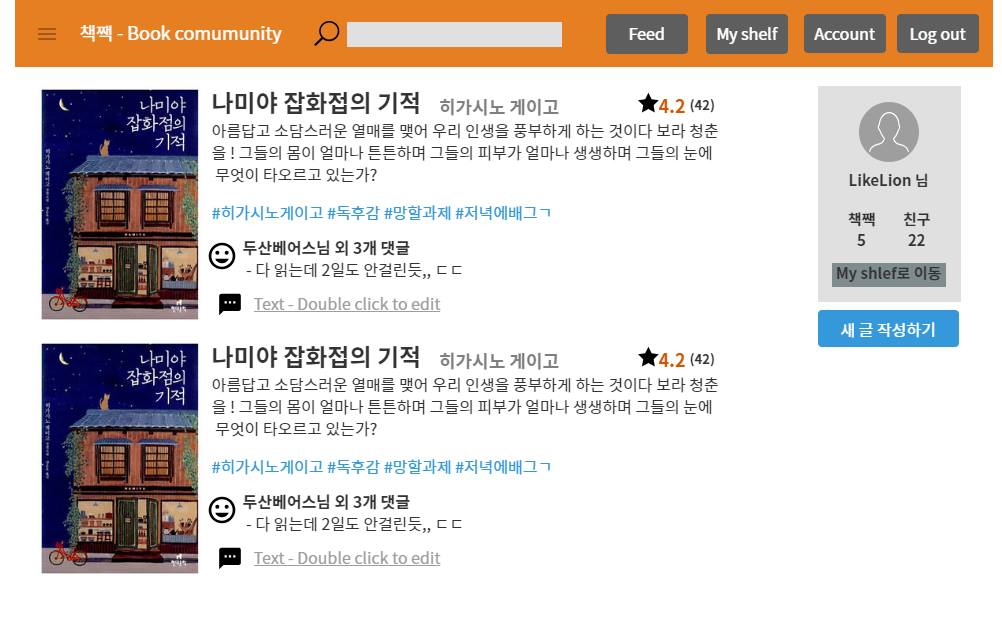 책짹 - Book comumunity
Feed
My shelf
Account
Log out
나미야
잡화점의
기적
히가시노 게이고
나미야 잡화점의 기적 히가시노 게이고 4.2 (42)
아름답고 소담스러운 열매를 맺어 우리 인생을 풍부하게 하는 것이다 보라 청춘
을 ! 그들의 몸이 얼마나 튼튼하며 그들의 피부가 얼마나 생생하며 그들의 눈에
무엇이 타오르고 있는가?
#히가시노게이고 #독후감 #망할과제 #저녁에배그ㄱ
두산베어스님 외 3개 댓글
- 다 읽는데 2일도 안걸린듯,, ㄷㄷ
Text - Double click to edit
나미야
잡화점의
기적
히가시노 게이고
나미야 잡화점의 기적 히가시노 게이고 4.2 (42)
아름답고 소담스러운 열매를 맺어 우리 인생을 풍부하게 하는 것이다 보라 청춘
을 ! 그들의 몸이 얼마나 튼튼하며 그들의 피부가 얼마나 생생하며 그들의 눈에
무엇이 타오르고 있는가?
#히가시노게이고 #독후감 #망할과제 #저녁에배그ㄱ
두산베어스님 외 3개 댓글
- 다 읽는데 2일도 안걸린듯,, ㄷㄷ
Text - Double click to edit
LikeLion 님
책짹 친구
5 22
My shlef로 이동
새 글 작성하기